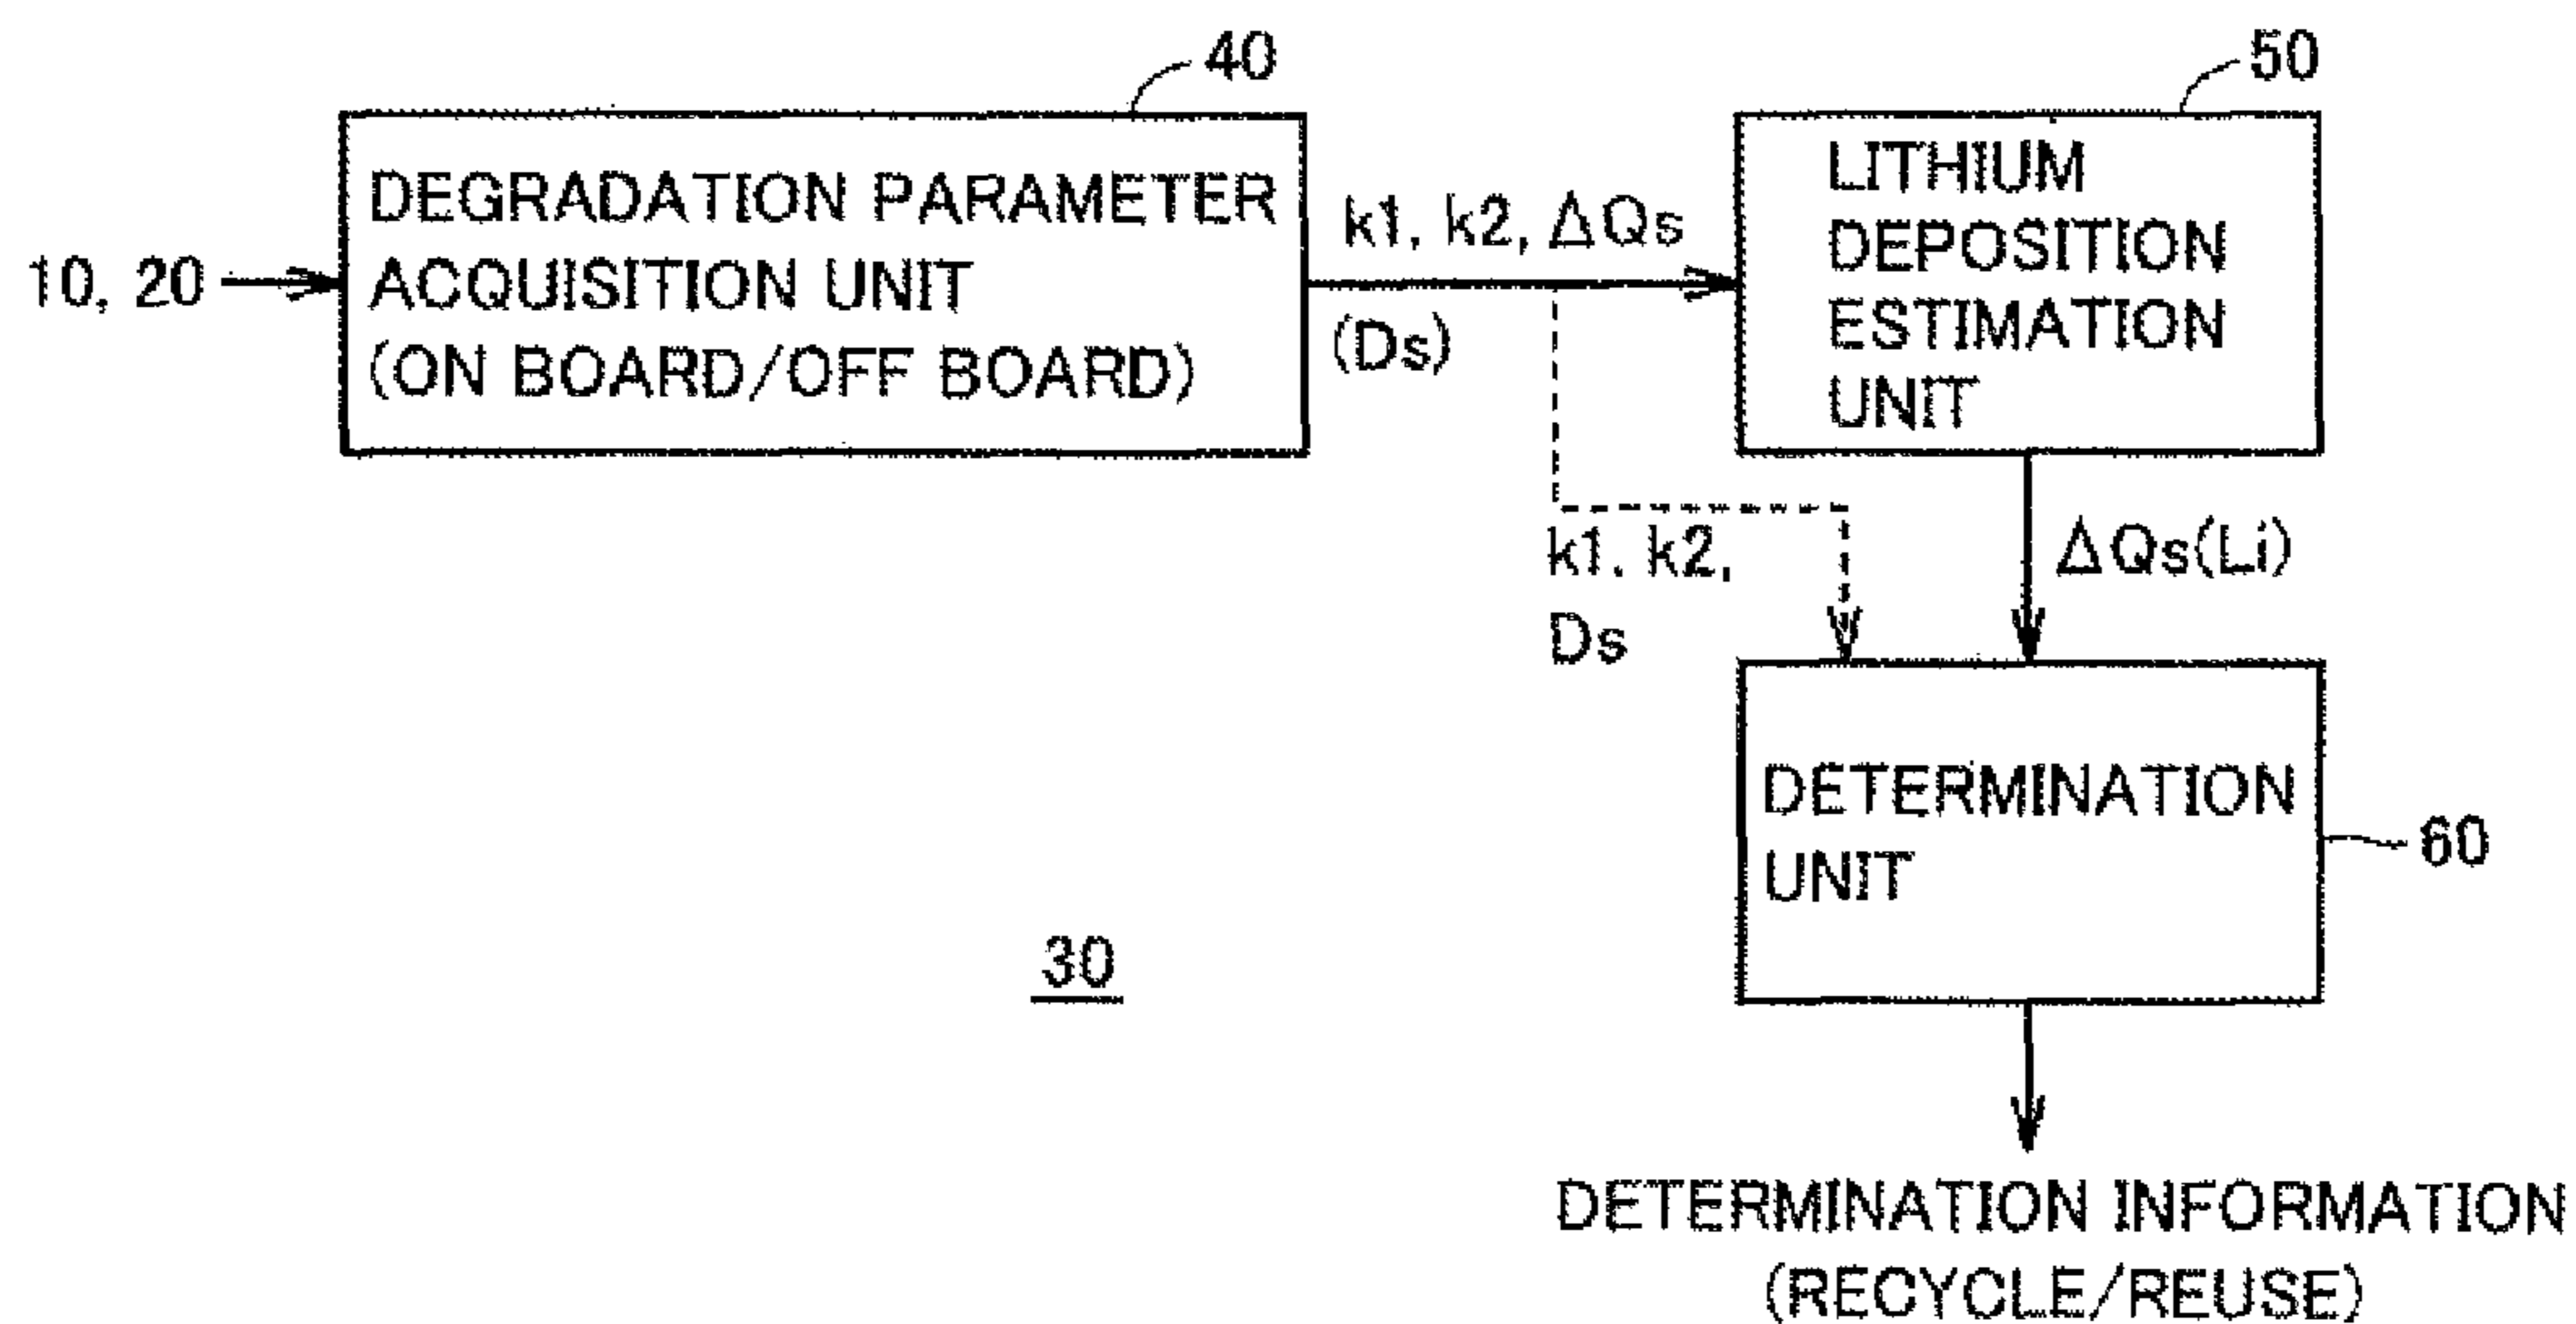 40
50
DEGRADATION PARAMETER
ACQUISITION UNIT
(ON BOARD/OFF BOARD)
10, 20
k1, k2, ΔQs
(Ds)
LITHIUM
DEPOSITION
ESTIMATION
UNIT
k1, k2,
Ds
ΔQs(Li)
DETERMINATION
UNIT
60
30
DETERMINATION INFORMATION
(RECYCLE/REUSE)